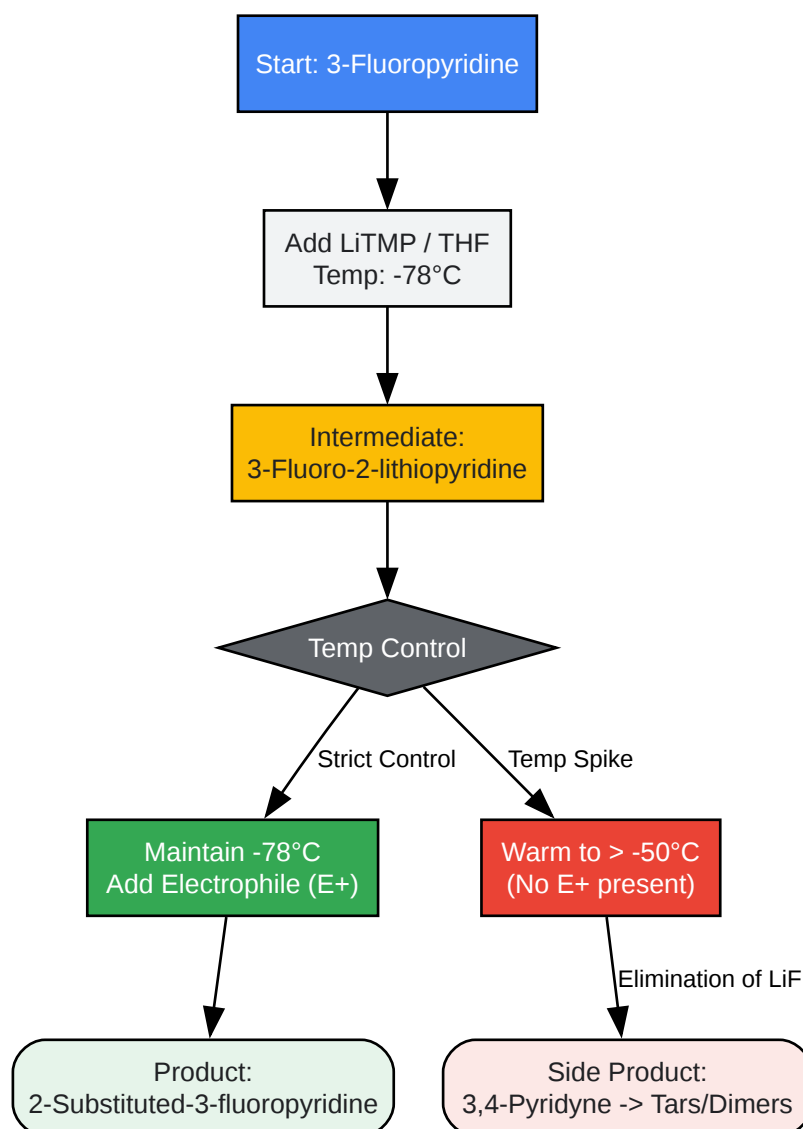 Start: 3-Fluoropyridine
Add LiTMP / THF
Temp: -78°C
Intermediate:
3-Fluoro-2-lithiopyridine
Temp Control
Strict Control
Temp Spike
Maintain -78°C
Add Electrophile (E+)
Warm to > -50°C
(No E+ present)
Elimination of LiF
Product:
2-Substituted-3-fluoropyridine
Side Product:
3,4-Pyridyne -> Tars/Dimers